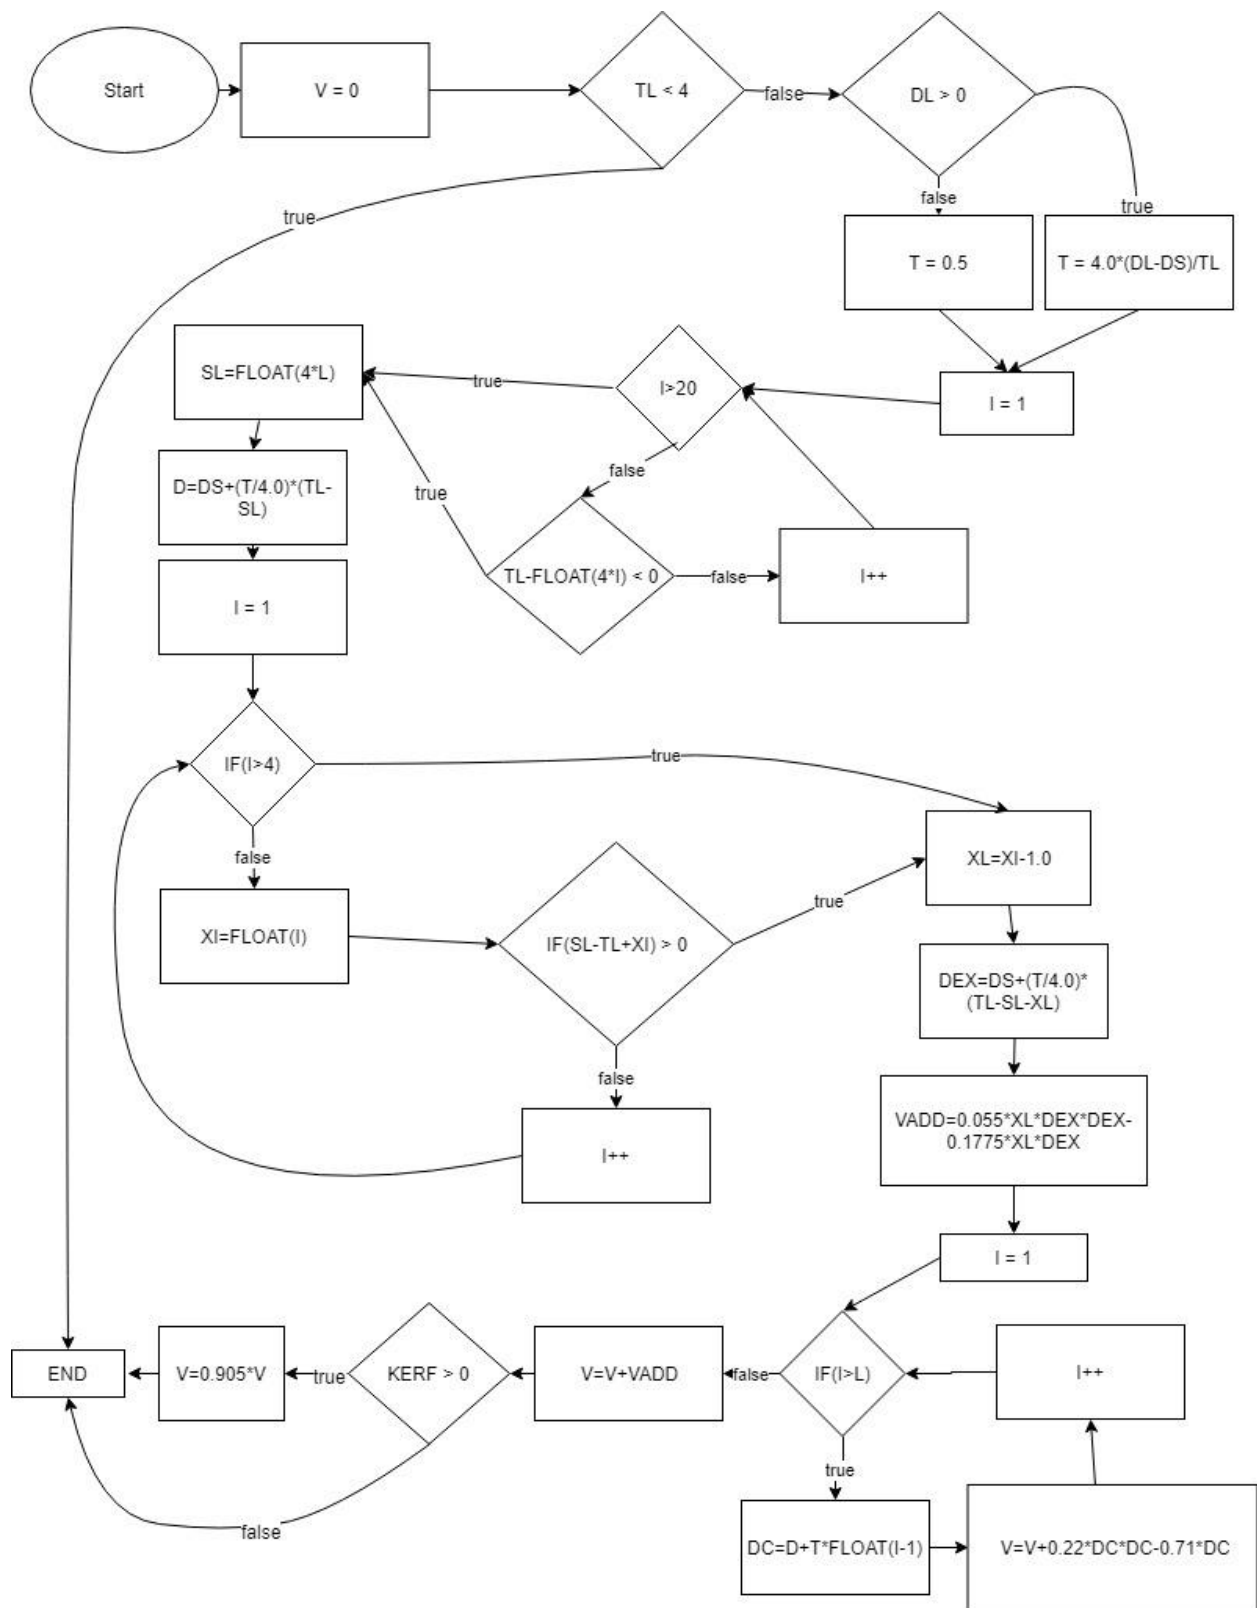 Start
V = 0
TL < 4
false
DL > 0
true
false
true
T = 0.5
T = 4.0*(DL-DS)/TL
I = 1
I>20
true
false
SL=FLOAT(4*L)
D=DS+(T/4.0)*(TL-
SL)
true
TL-FLOAT(4*I) < 0
false
I++
I = 1
IF(I>4)
true
false
XI=FLOAT(I)
IF(SL-TL+XI) > 0
true
false
I++
XL=XI-1.0
DEX=DS+(T/4.0)*
(TL-SL-XL)
VADD=0.055*XL*DEX*DEX-
0.1775*XL*DEX
I = 1
IF(I>L)
false
true
I++
V=V+VADD
KERF > 0
true
false
V=0.905*V
END
DC=D+T*FLOAT(I-1)
V=V+0.22*DC*DC-0.71*DC